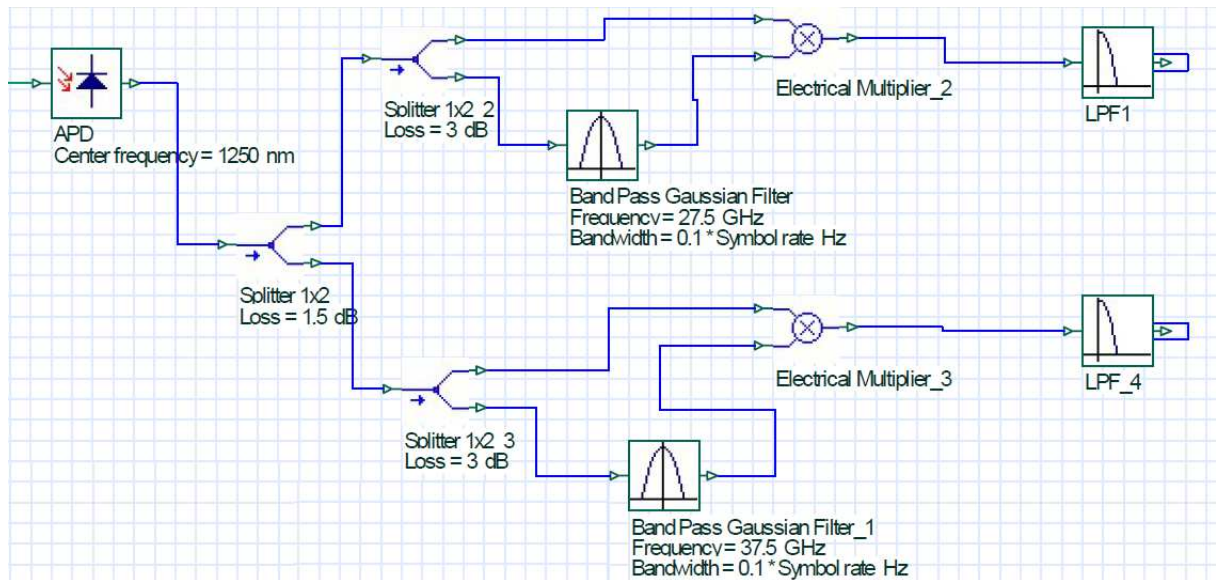 APD
Center frequency = 1250 nm
Splitter 1x2_2
Loss = 3 dB
Electrical Multiplier_2
LPF1
Band Pass Gaussian Filter
Frequency = 27.5 GHz
Bandwidth = 0.1 * Symbol rate Hz
Splitter 1x2
Loss = 1.5 dB
Electrical Multiplier_3
LPF_4
Splitter 1x2_3
Loss = 3 dB
Band Pass Gaussian Filter_1
Frequency = 37.5 GHz
Bandwidth = 0.1 * Symbol rate Hz